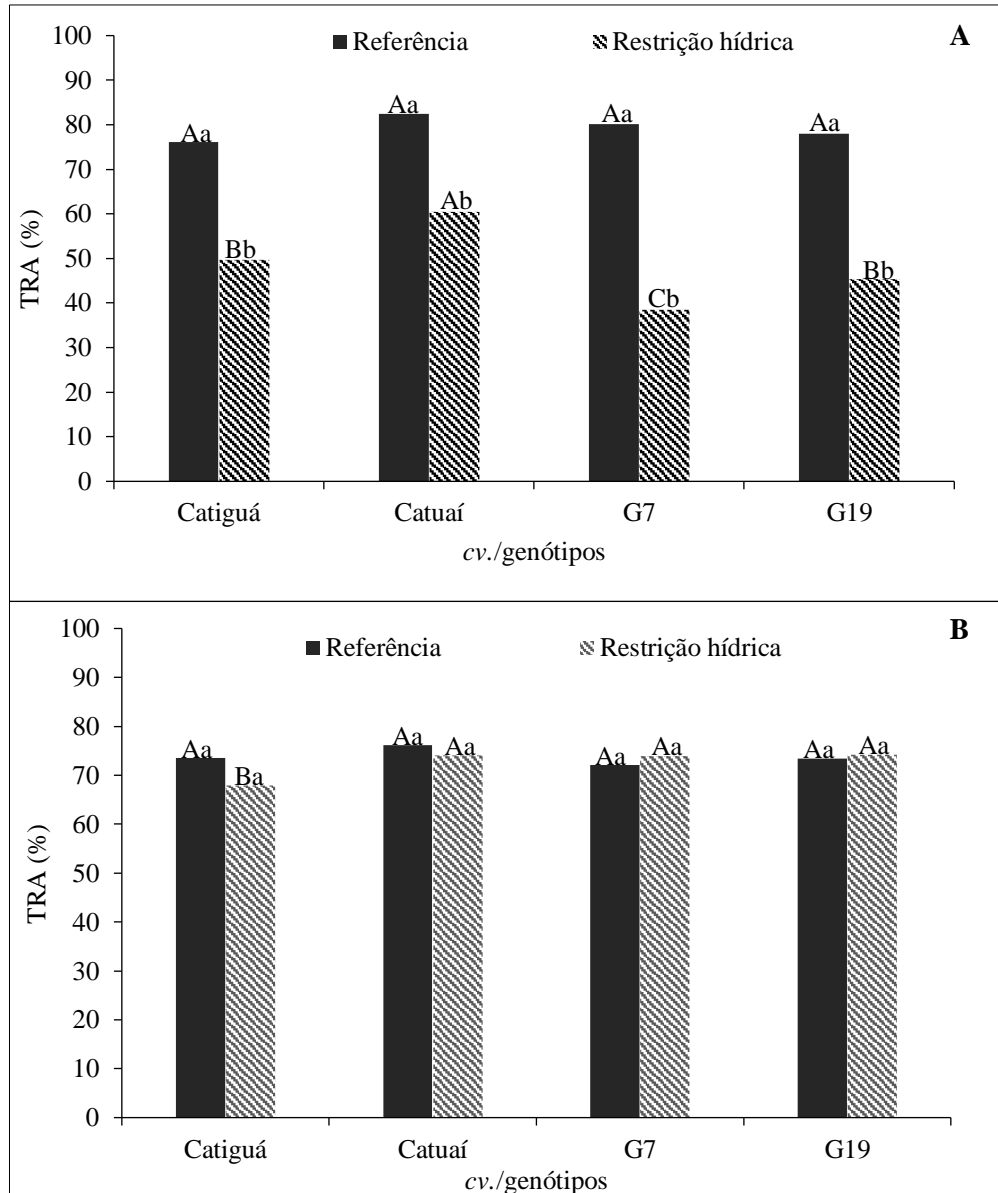 A
Referência Restrição hídrica
100
90
80
70
60
50
40
30
20
10
0
TRA (%)
Aa Bb Aa Ab Aa Cb Aa Bb
Catiguá Catuaí G7 G19
cv./genótipos
B
Referência Restrição hídrica
100
90
80
70
60
50
40
30
20
10
0
TRA (%)
Aa Ba Aa Aa Aa Aa Aa Aa
Catiguá Catuaí G7 G19
cv./genótipos